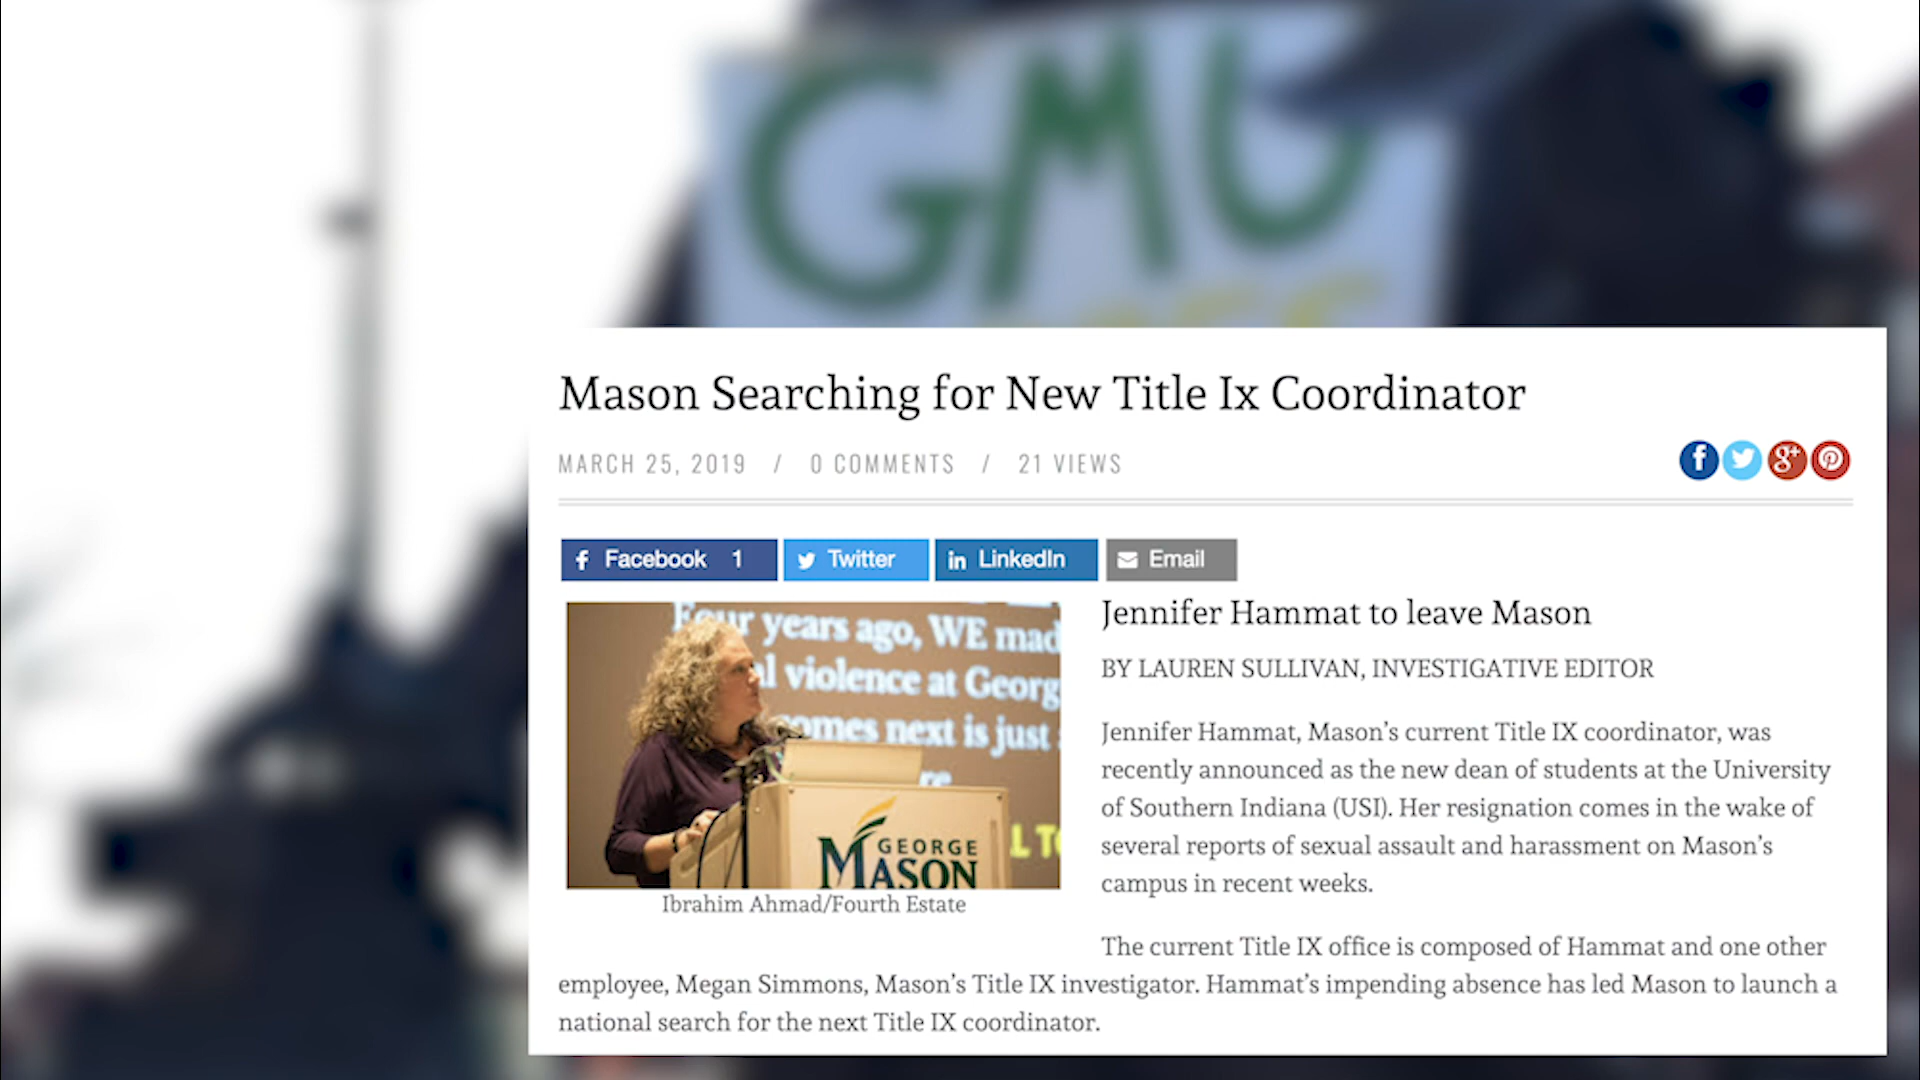 GMU
Mason Searching for New Title Ix Coordinator
MARCH 25, 2019 / 0 COMMENTS / 21 VIEWS
Facebook 1 Twitter LinkedIn Email
Four years ago, WE mad
al violence at Georg
omes next is just
re
L TO
GEORGE
MASON
Ibrahim Ahmad/Fourth Estate
Jennifer Hammat to leave Mason
BY LAUREN SULLIVAN, INVESTIGATIVE EDITOR
Jennifer Hammat, Mason’s current Title IX coordinator, was
recently announced as the new dean of students at the University
of Southern Indiana (USI). Her resignation comes in the wake of
several reports of sexual assault and harassment on Mason’s
campus in recent weeks.
The current Title IX office is composed of Hammat and one other
employee, Megan Simmons, Mason’s Title IX investigator. Hammat’s impending absence has led Mason to launch a
national search for the next Title IX coordinator.